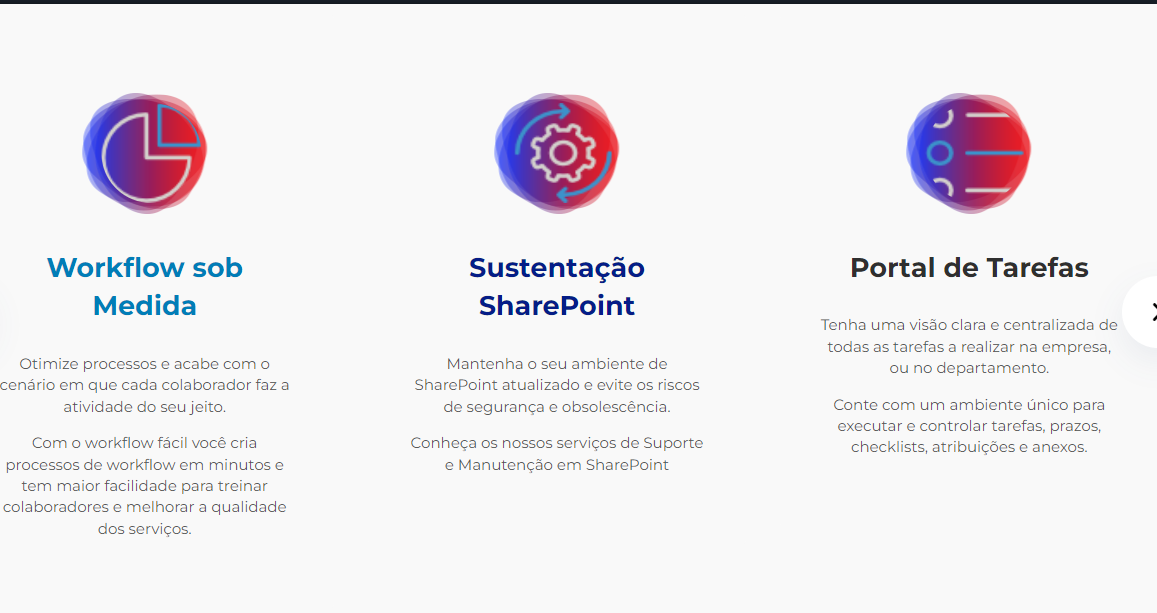 Workflow sob
Medida
Otimize processos e acabe com o
cenário em que cada colaborador faz a
atividade do seu jeito.
Com o workflow fácil você cria
processos de workflow em minutos e
tem maior facilidade para treinar
colaboradores e melhorar a qualidade
dos serviços.
Sustentação
SharePoint
Mantenha o seu ambiente de
SharePoint atualizado e evite os riscos
de segurança e obsolescência.
Conheça os nossos serviços de Suporte
e Manutenção em SharePoint
Portal de Tarefas
Tenha uma visão clara e centralizada de
todas as tarefas a realizar na empresa,
ou no departamento.
Conte com um ambiente único para
executar e controlar tarefas, prazos,
checklists, atribuições e anexos.